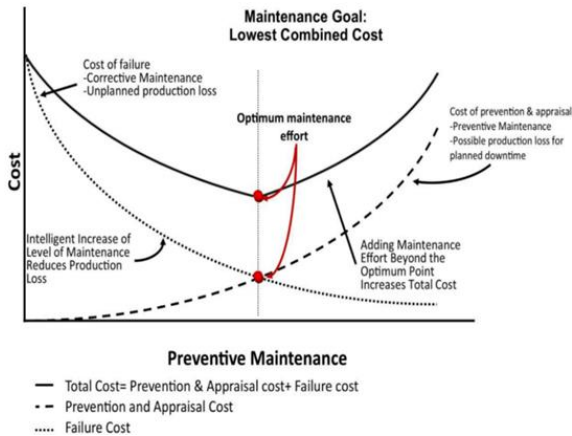 Maintenance Goal:
Lowest Combined Cost
Cost of failure
-Corrective Maintenance
-Unplanned production loss
Optimum maintenance
effort
Cost of prevention & appraisal
-Preventive Maintenance
-Possible production loss for
planned downtime
Cost
Intelligent Increase of
Level of Maintenance
Reduces Production
Loss
Adding Maintenance
Effort Beyond the
Optimum Point
Increases Total Cost
Preventive Maintenance
Total Cost= Prevention & Appraisal cost+ Failure cost
Prevention and Appraisal Cost
Failure Cost